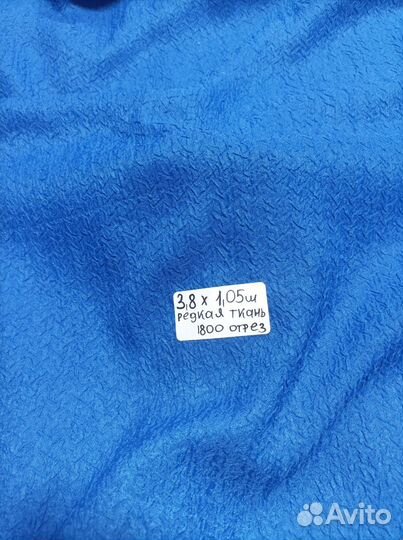 3,8 x 1,05ш
редкая ткань
1800 отрез
Avito